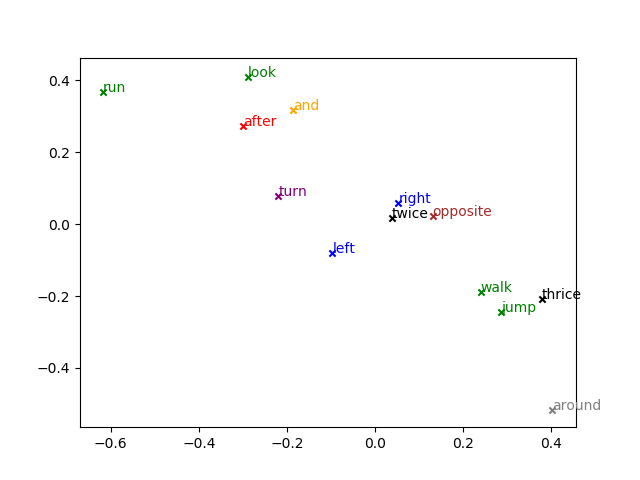 look
run
0.4
and
after
0.2
turn
right
opposite
twice
0.0
left
walk
thrice
−0.2
jump
−0.4
around
−0.6
−0.4
−0.2
0.0
0.2
0.4